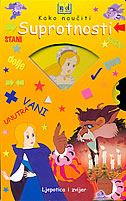 Kako naučiti
Suprotnosti
STANI
dolje
VANI
UNUTRA
Ljepotica i zvijer